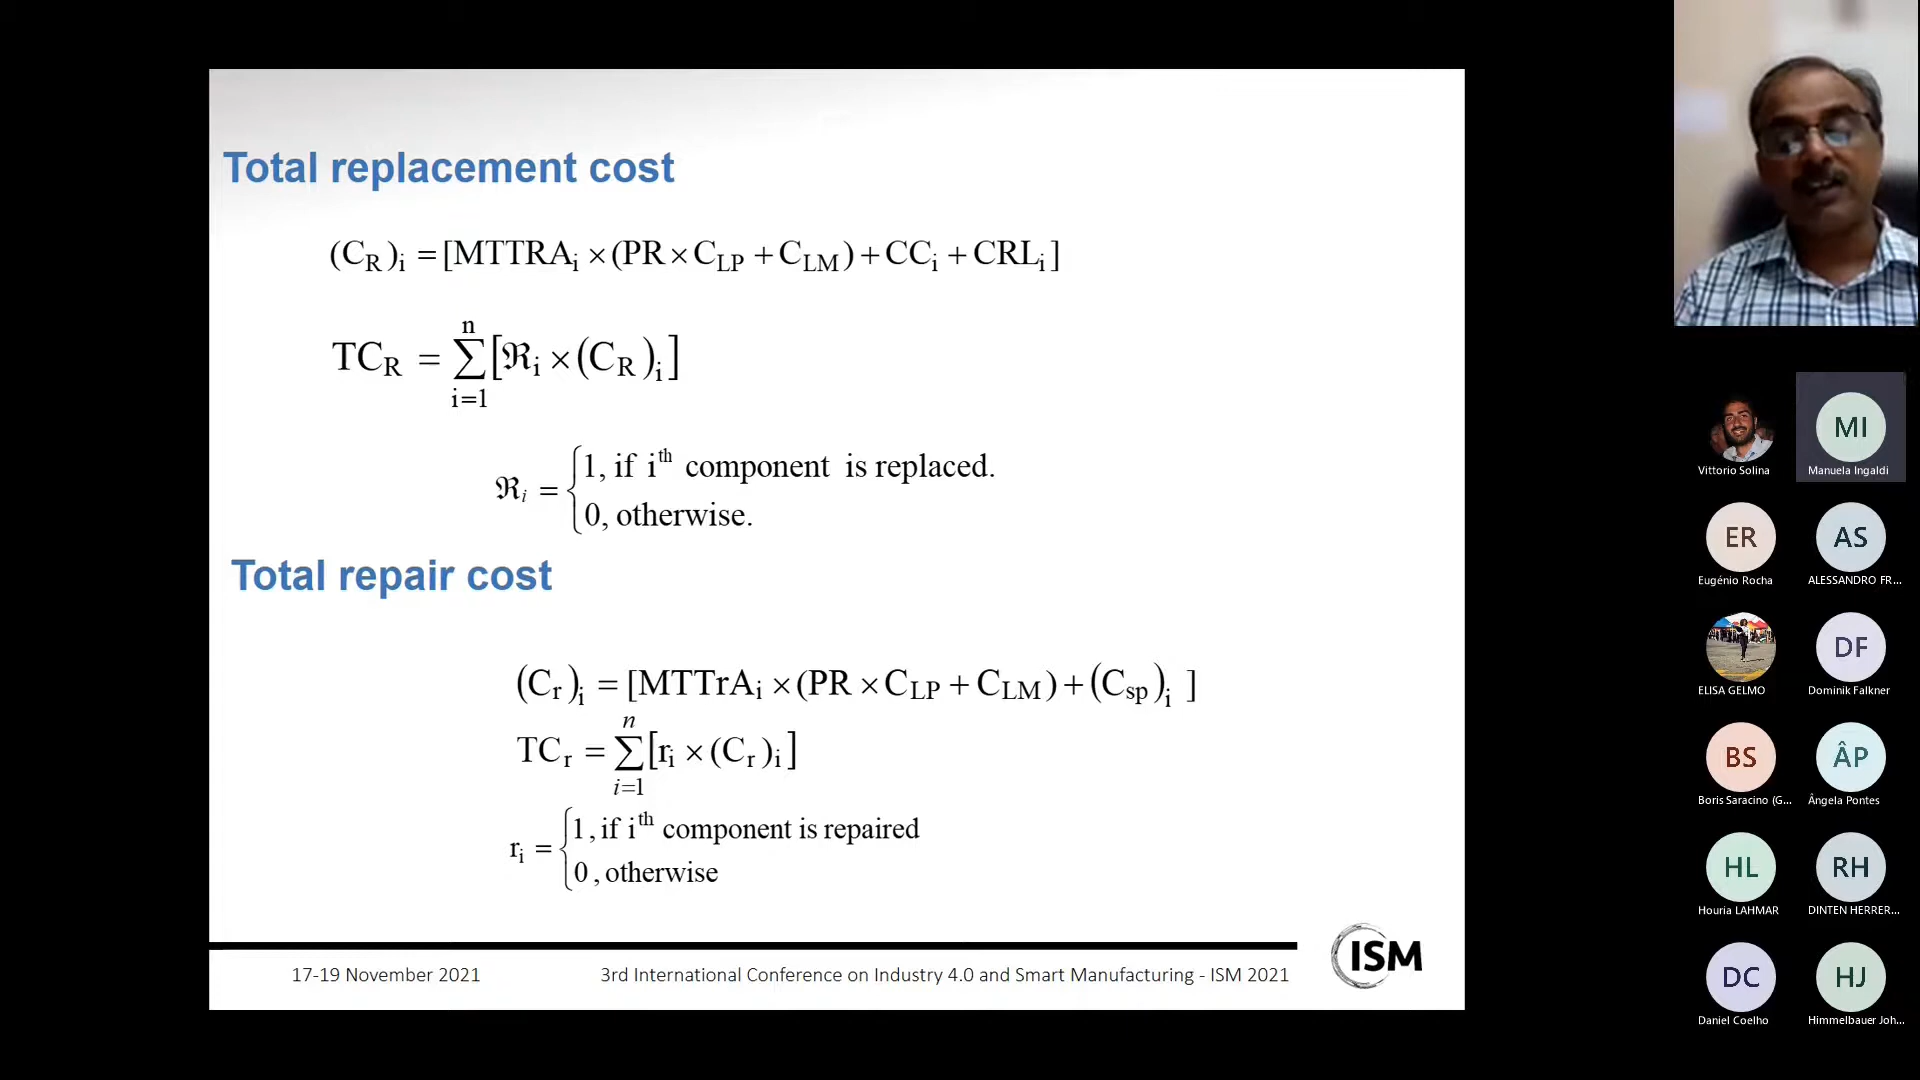 Total replacement cost
(C_R)_i = [MTTRA_i × (PR × C_LP + C_LM) + CC_i + CRL_i]
TC_R = ∑_{i=1}^{n} [ℜ_i × (C_R)_i]
ℜ_i = { 1, if i^th component is replaced.
0, otherwise.
Total repair cost
(C_r)_i = [MTTrA_i × (PR × C_LP + C_LM) + (C_sp)_i ]
TC_r = ∑_{i=1}^{n} [r_i × (C_r)_i]
r_i = { 1, if i^th component is repaired
0, otherwise
17-19 November 2021
3rd International Conference on Industry 4.0 and Smart Manufacturing - ISM 2021
ISM
Vittorio Solina
MI
Manuela Ingaldi
ER
Eugénio Rocha
AS
ALESSANDRO FR...
ELISA GELMO
DF
Dominik Falkner
BS
Boris Saracino (G...
ÂP
Ângela Pontes
HL
Houria LAHMAR
RH
DINTEN HERRER...
DC
Daniel Coelho
HJ
Himmelbauer Joh...